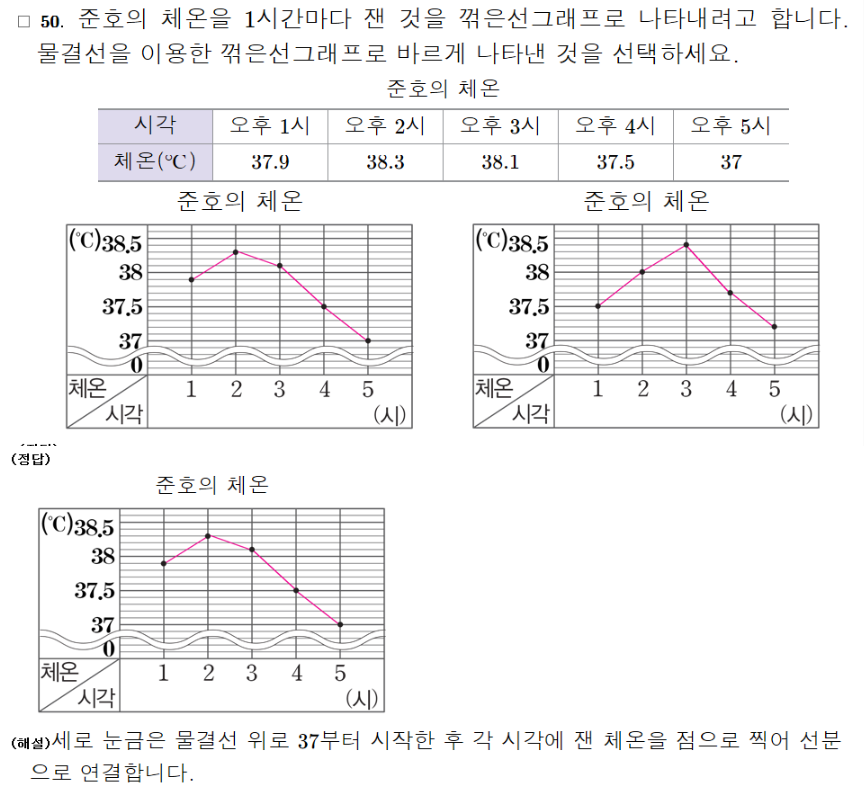 □ 50. 준호의 체온을 1시간마다 잰 것을 꺾은선그래프로 나타내려고 합니다.
물결선을 이용한 꺾은선그래프로 바르게 나타낸 것을 선택하세요.
준호의 체온
시각 오후 1시 오후 2시 오후 3시 오후 4시 오후 5시
체온(℃) 37.9 38.3 38.1 37.5 37
준호의 체온
(℃)38.5
38
37.5
37
0
체온 1 2 3 4 5
시각 (시)
준호의 체온
(℃)38.5
38
37.5
37
0
체온 1 2 3 4 5
시각 (시)
(정답)
준호의 체온
(℃)38.5
38
37.5
37
0
체온 1 2 3 4 5
시각 (시)
(해설)세로 눈금은 물결선 위로 37부터 시작한 후 각 시각에 잰 체온을 점으로 찍어 선분
으로 연결합니다.